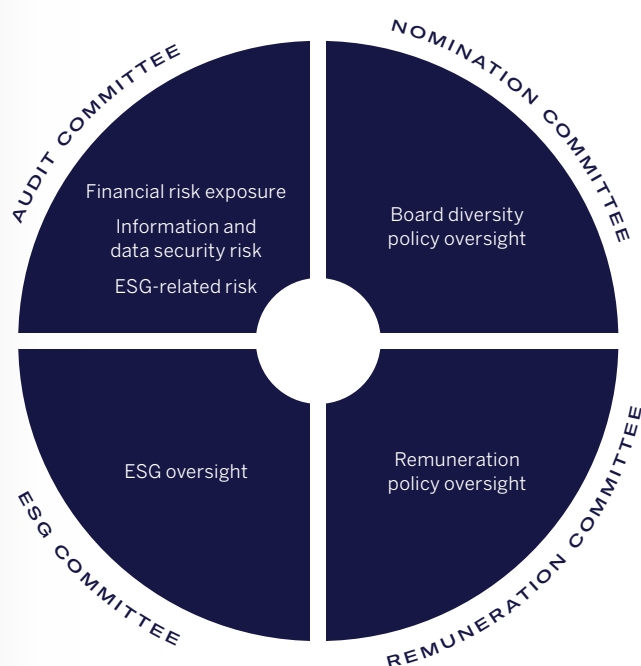 AUDIT COMMITTEE
Financial risk exposure
Information and
data security risk
ESG-related risk
NOMINATION COMMITTEE
Board diversity
policy oversight
ESG COMMITTEE
ESG oversight
REMUNERATION COMMITTEE
Remuneration
policy oversight